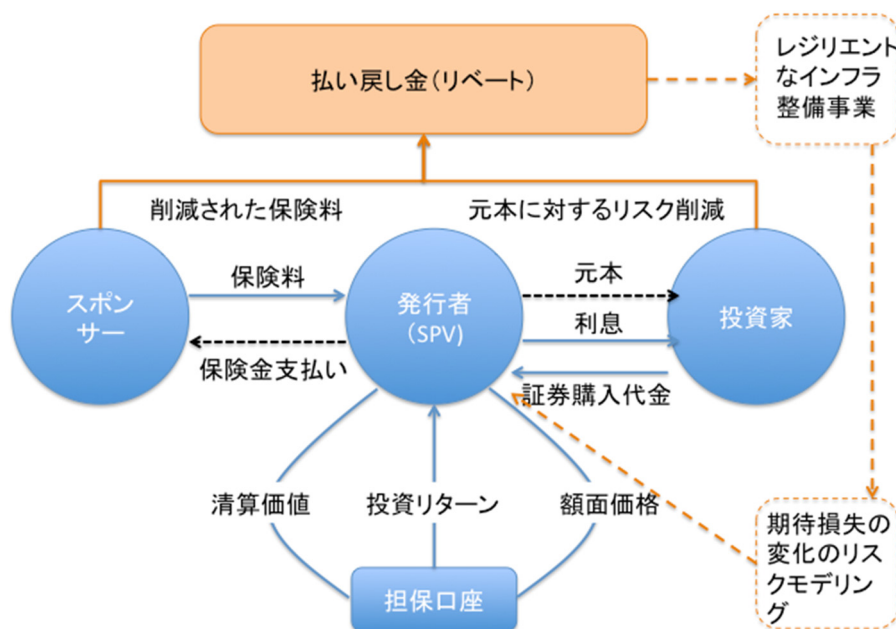 払い戻し金(リベート)
レジリエント
なインフラ
整備事業
削減された保険料
元本に対するリスク削減
スポン
サー
保険料
保険金支払い
発行者
(SPV)
元本
利息
証券購入代金
投資家
清算価値
投資リターン
額面価格
担保口座
期待損失の
変化のリス
クモデリン
グ